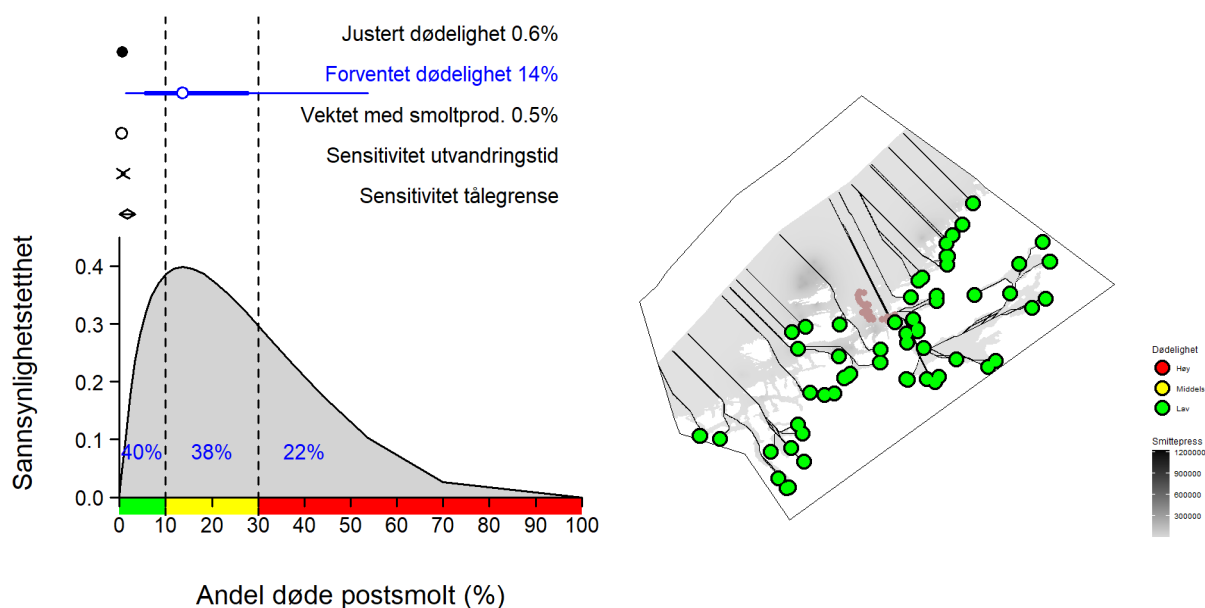 Justert dødelighet 0.6%
Forventet dødelighet 14%
Vektet med smoltprod. 0.5%
Sensitivitet utvandringstid
Sensitivitet tålegrense
Sannsynlighetstetthet
0.4
0.3
0.2
0.1
0.0
40%
38%
22%
0 10 20 30 40 50 60 70 80 90 100
Andel døde postsmolt (%)
Dødelighet
Høy
Middels
Lav
Smittepress
1200000
900000
600000
300000